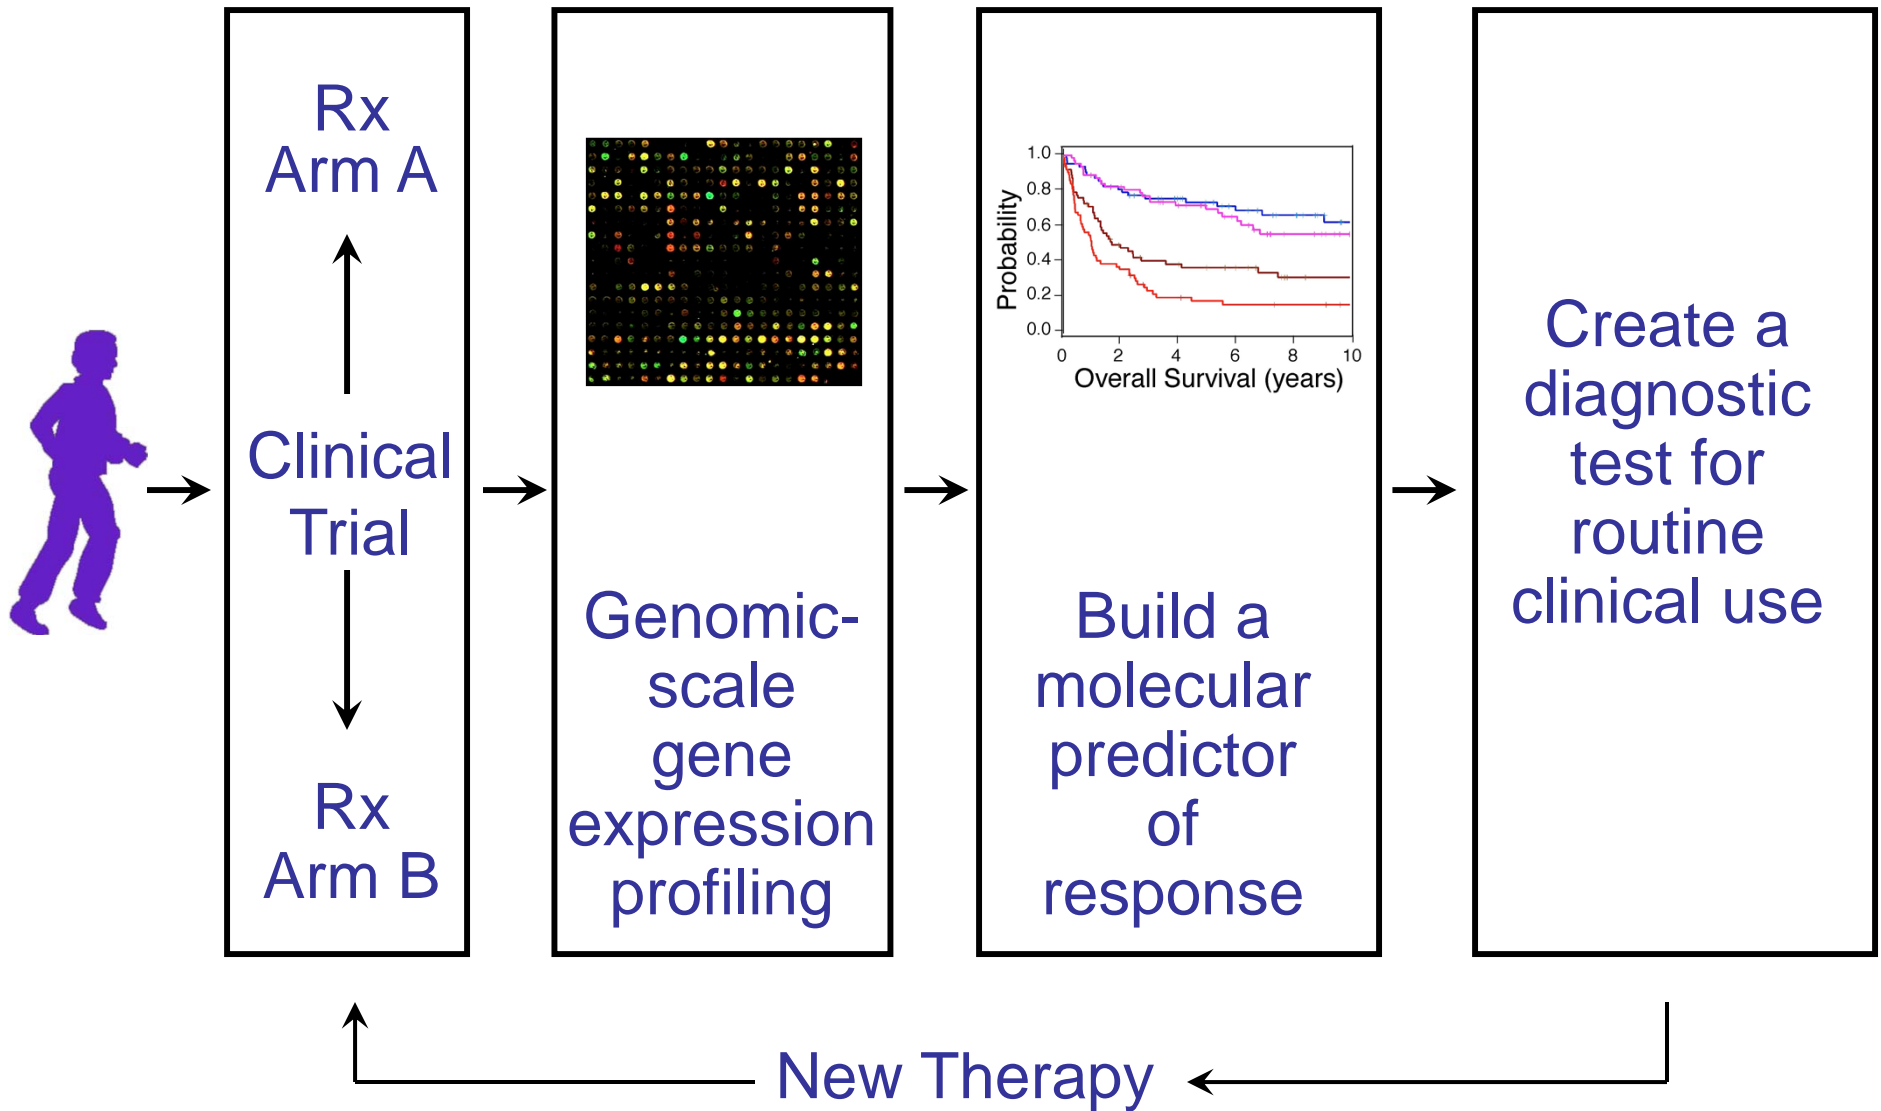 Rx
Arm A
Clinical
Trial
Rx
Arm B
Genomic-
scale
gene
expression
profiling
1.0
0.8
0.6
0.4
0.2
0.0
Probability
0 2 4 6 8 10
Overall Survival (years)
Build a
molecular
predictor
of
response
Create a
diagnostic
test for
routine
clinical use
New Therapy